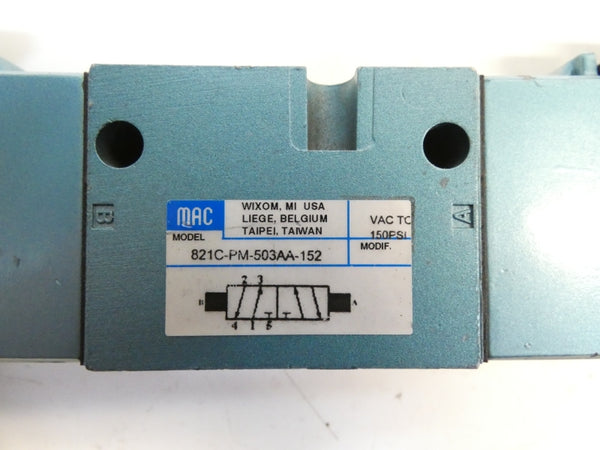 B
A
MAC
WIXOM, MI USA
LIEGE, BELGIUM
TAIPEI, TAIWAN
VAC TO
150PSI
MODEL
MODIF.
821C-PM-503AA-152
2 3
B
A
4 1 5